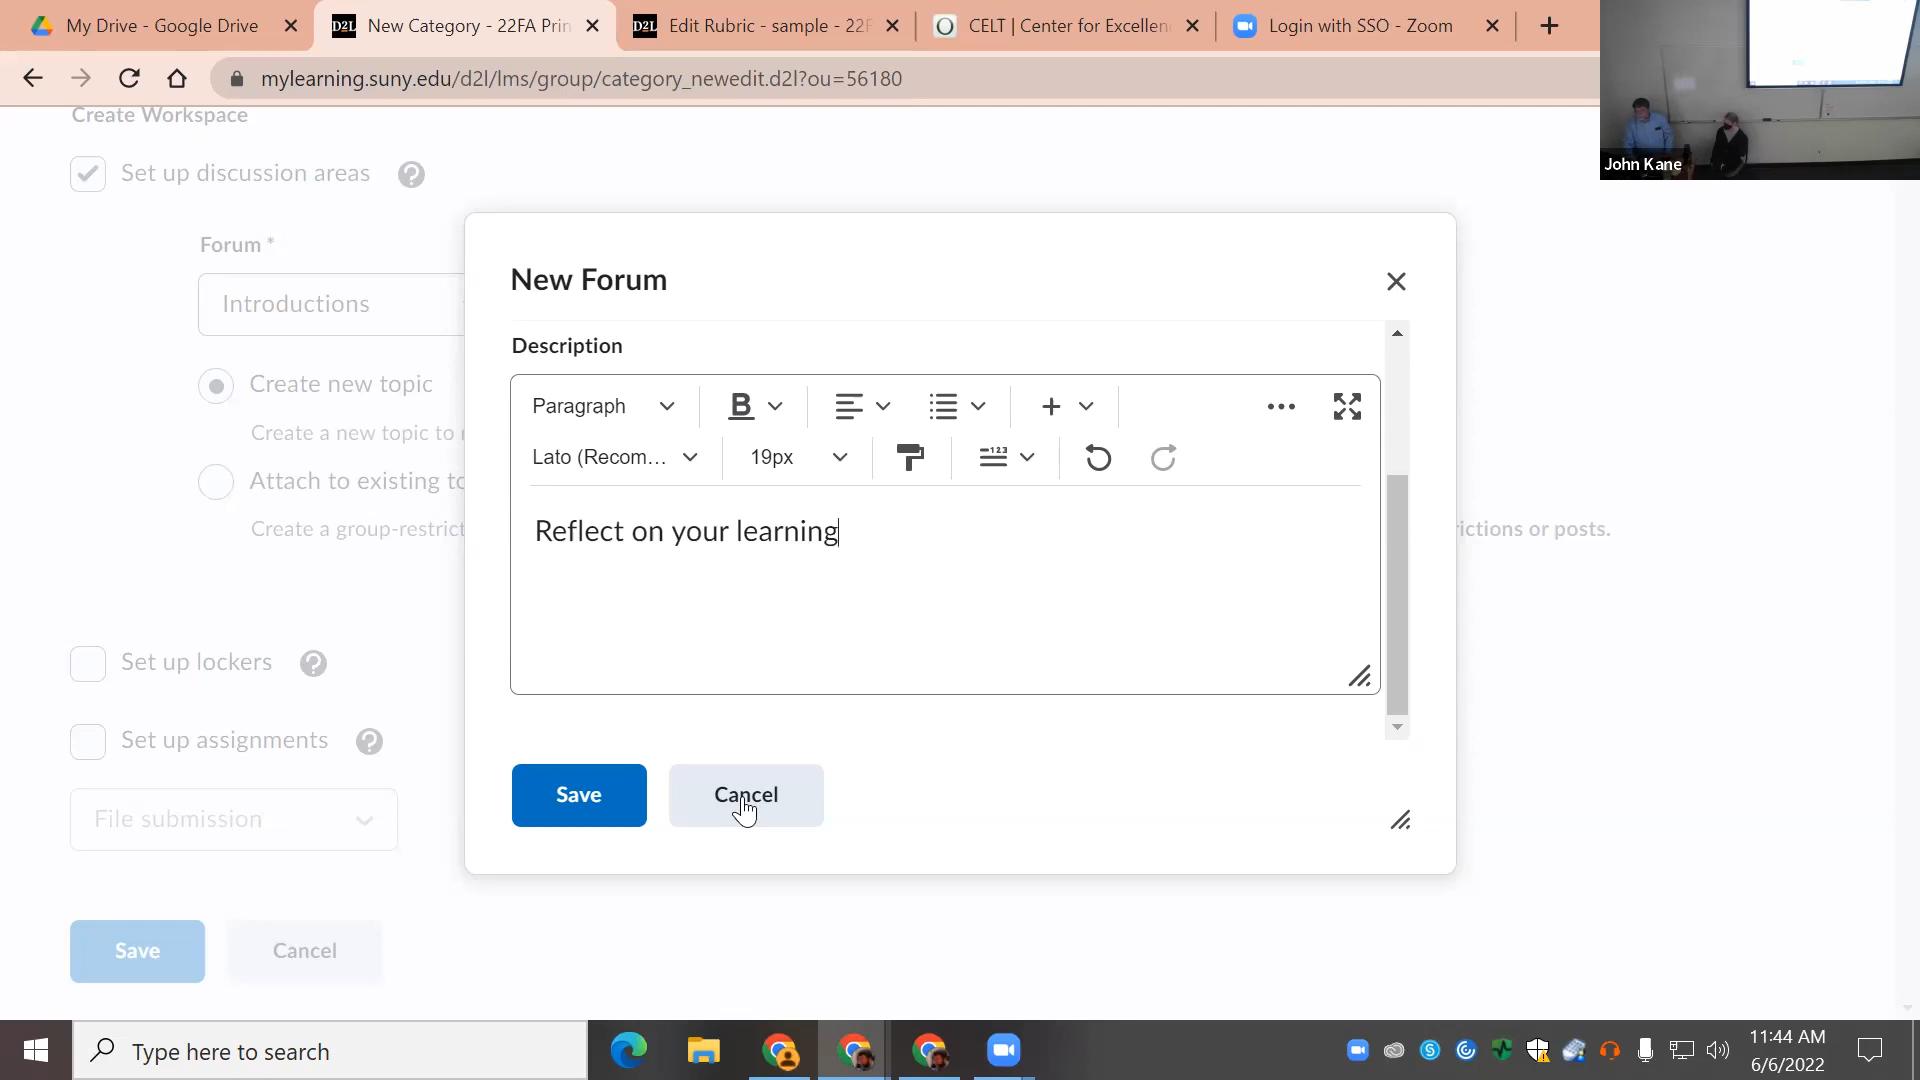 My Drive - Google Drive
D2L New Category - 22FA Prin
D2L Edit Rubric - sample - 22F
CELT | Center for Excellen
Login with SSO - Zoom
mylearning.suny.edu/d2l/lms/group/category_newedit.d2l?ou=56180
John Kane
Create Workspace
Set up discussion areas
Forum *
Introductions
Create new topic
Create a new topic to
Attach to existing to
Create a group-restrict
rictions or posts.
Set up lockers
Set up assignments
File submission
Save
Cancel
New Forum
Description
Paragraph
B
Lato (Recom...
19px
123
Reflect on your learning
Save
Cancel
Type here to search
11:44 AM
6/6/2022